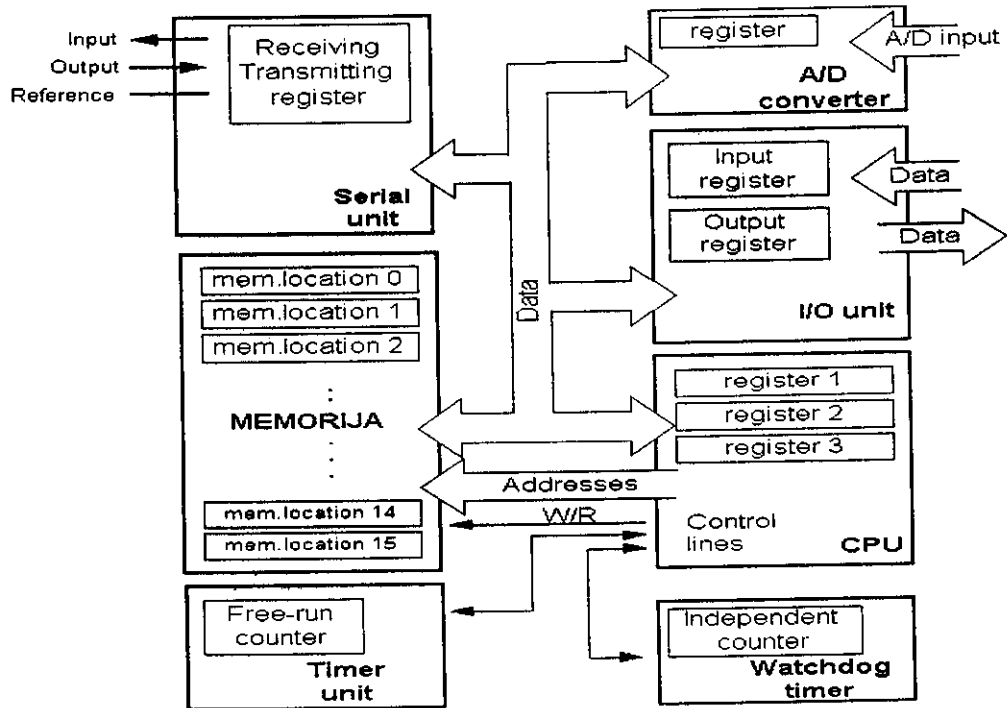 Input
Output
Reference
Receiving
Transmitting
register
Serial
unit
register
A/D input
A/D
converter
Input
register
Data
Output
register
Data
I/O unit
Data
mem.location 0
mem.location 1
mem.location 2
MEMORIJA
mem.location 14
mem.location 15
register 1
register 2
register 3
Addresses
W/R
Control
lines
CPU
Free-run
counter
Timer
unit
Independent
counter
Watchdog
timer